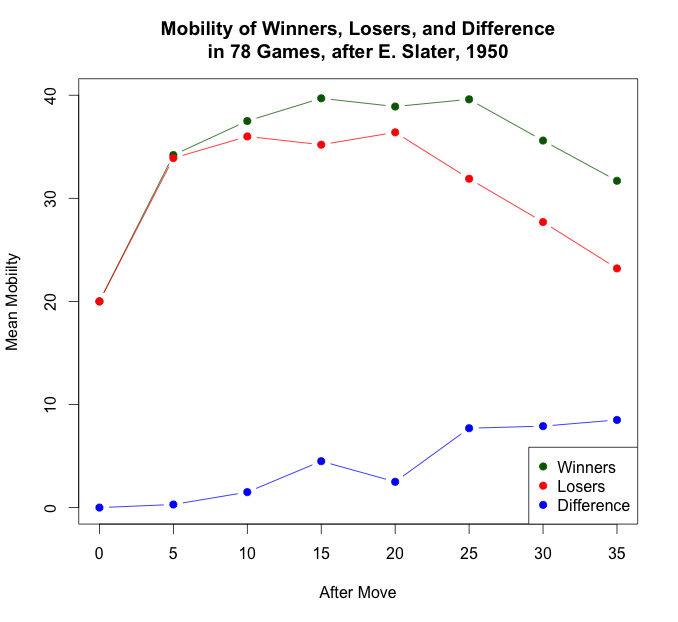 Mobility of Winners, Losers, and Difference
in 78 Games, after E. Slater, 1950
Mean Mobiilty
40
30
20
10
0
Winners
Losers
Difference
0 5 10 15 20 25 30 35
After Move